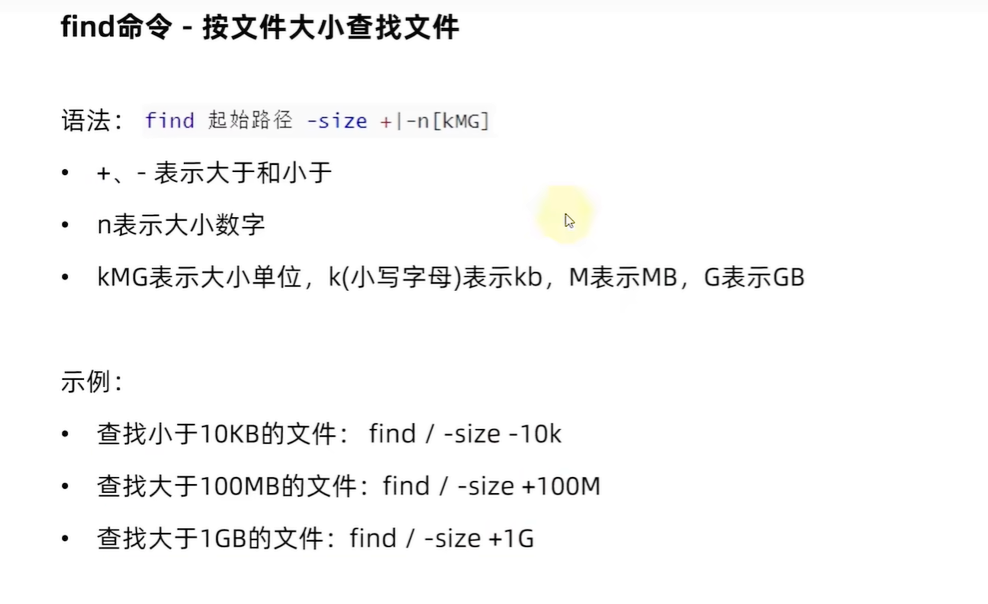 find命令 - 按文件大小查找文件
语法： find 起始路径 -size +|-n[kMG]
• +、- 表示大于和小于
• n表示大小数字
• kMG表示大小单位，k(小写字母)表示kb，M表示MB，G表示GB
示例：
• 查找小于10KB的文件： find / -size -10k
• 查找大于100MB的文件：find / -size +100M
• 查找大于1GB的文件：find / -size +1G